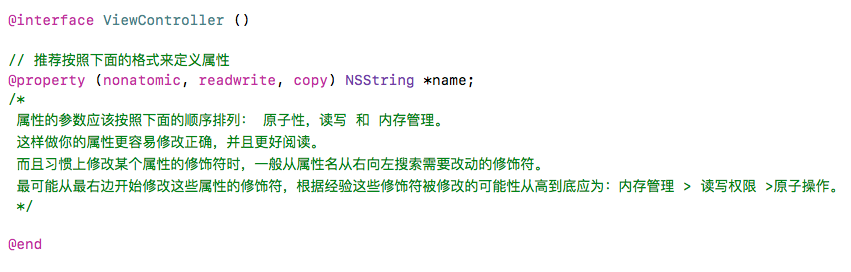 @interface ViewController ()
// 推荐按照下面的格式来定义属性
@property (nonatomic, readwrite, copy) NSString *name;
/*
属性的参数应该按照下面的顺序排列： 原子性，读写 和 内存管理。
这样做你的属性更容易修改正确，并且更好阅读。
而且习惯上修改某个属性的修饰符时，一般从属性名从右向左搜索需要改动的修饰符。
最可能从最右边开始修改这些属性的修饰符，根据经验这些修饰符被修改的可能性从高到底应为：内存管理 > 读写权限 >原子操作。
*/
@end